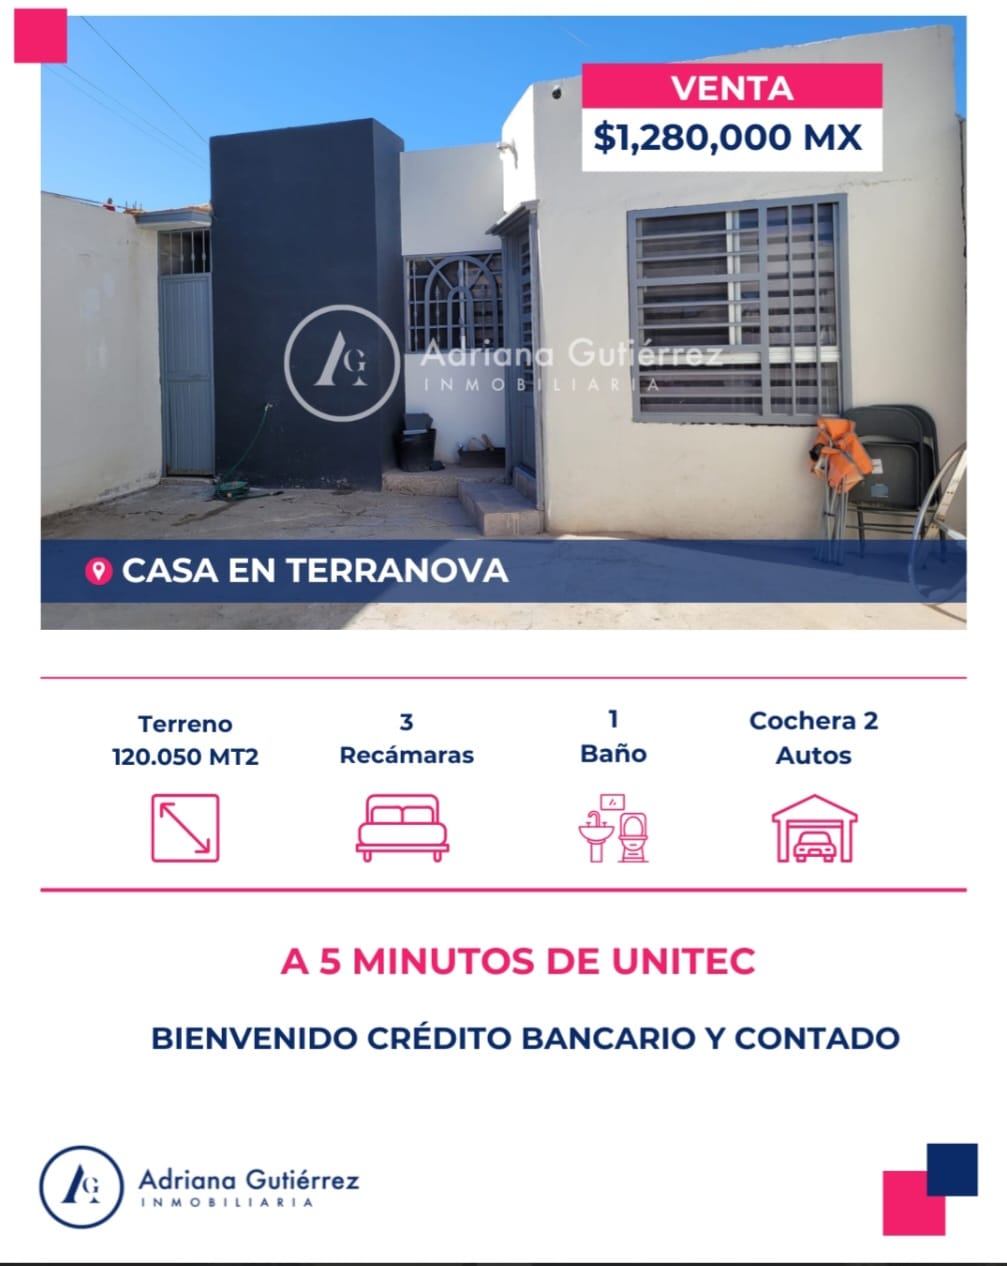 VENTA
$1,280,000 MX
Adriana Gutiérrez
INMOBILIARIA
CASA EN TERRANOVA
Terreno
120.050 MT2
3
Recámaras
1
Baño
Cochera 2
Autos
A 5 MINUTOS DE UNITEC
BIENVENIDO CRÉDITO BANCARIO Y CONTADO
Adriana Gutiérrez
INMOBILIARIA